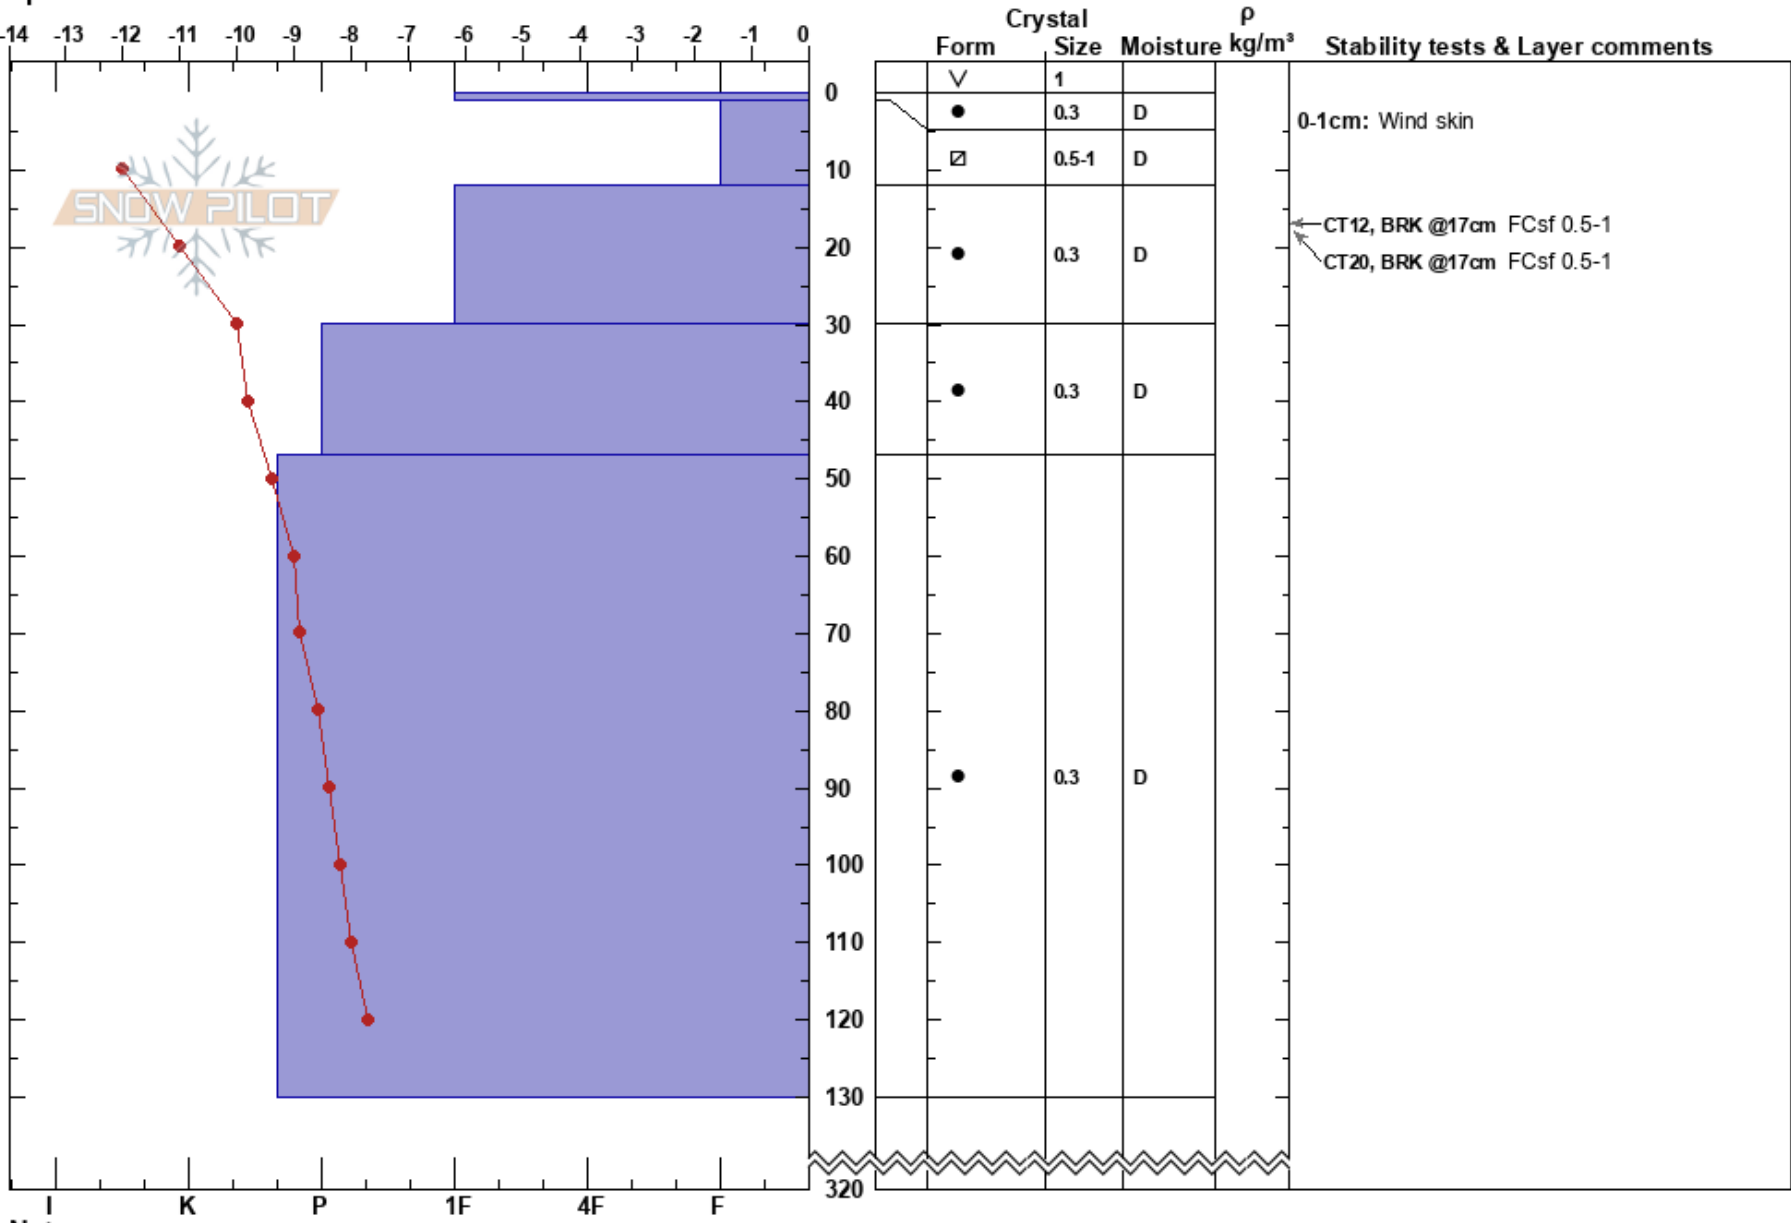 Crystal ρ
-14 -13 -12 -11 -10 -9 -8 -7 -6 -5 -4 -3 -2 -1 0 Form Size Moisture kg/m³ Stability tests & Layer comments
1
0
0.3 D
0-1cm: Wind skin
0.5-1 D
10
SNOW PILOT
CT12, BRK @17cm FCsf 0.5-1
20
0.3 D
CT20, BRK @17cm FCsf 0.5-1
30
0.3 D
40
50
60
70
80
0.3 D
90
100
110
120
130
320
I K P 1F 4F F